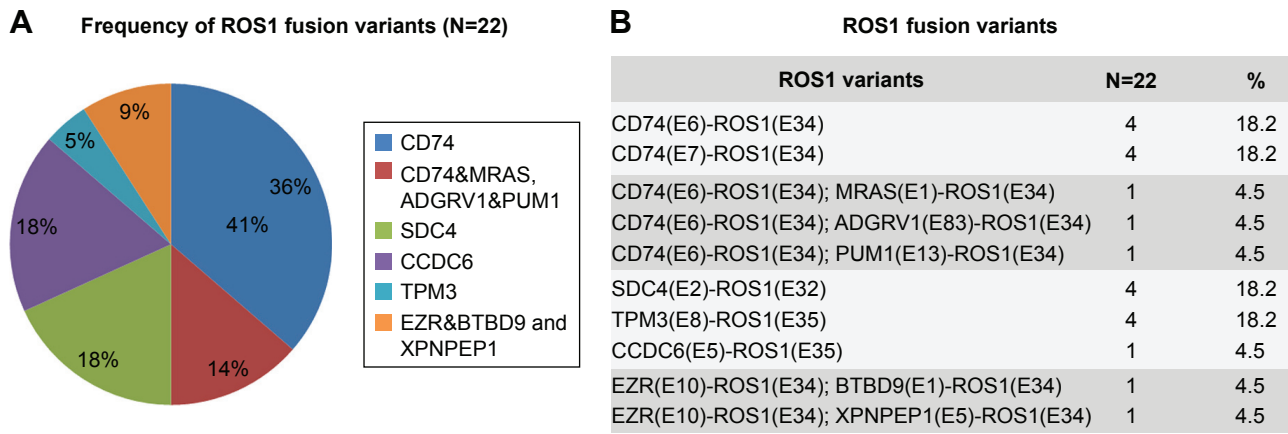 A Frequency of ROS1 fusion variants (N=22)
9%
5%
36%
41%
18%
18%
14%
CD74
CD74&MRAS,
ADGRV1&PUM1
SDC4
CCDC6
TPM3
EZR&BTBD9 and
XPNPEP1
B ROS1 fusion variants
ROS1 variants N=22 %
CD74(E6)-ROS1(E34) 4 18.2
CD74(E7)-ROS1(E34) 4 18.2
CD74(E6)-ROS1(E34); MRAS(E1)-ROS1(E34) 1 4.5
CD74(E6)-ROS1(E34); ADGRV1(E83)-ROS1(E34) 1 4.5
CD74(E6)-ROS1(E34); PUM1(E13)-ROS1(E34) 1 4.5
SDC4(E2)-ROS1(E32) 4 18.2
TPM3(E8)-ROS1(E35) 4 18.2
CCDC6(E5)-ROS1(E35) 1 4.5
EZR(E10)-ROS1(E34); BTBD9(E1)-ROS1(E34) 1 4.5
EZR(E10)-ROS1(E34); XPNPEP1(E5)-ROS1(E34) 1 4.5